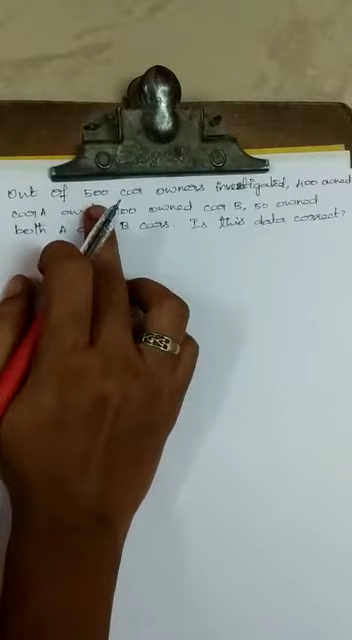 Out of 500 car owners investigated, 400 owned
car A 00 owned car B, 50 owned
both A B cars. Is this data correct?